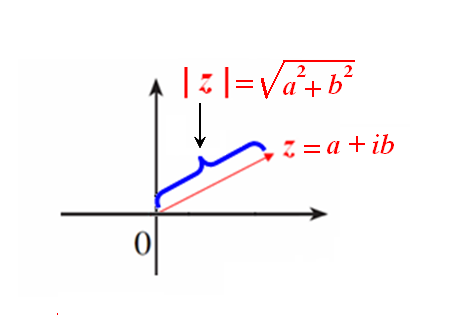 | z | = √a² + b²
z = a + ib
0